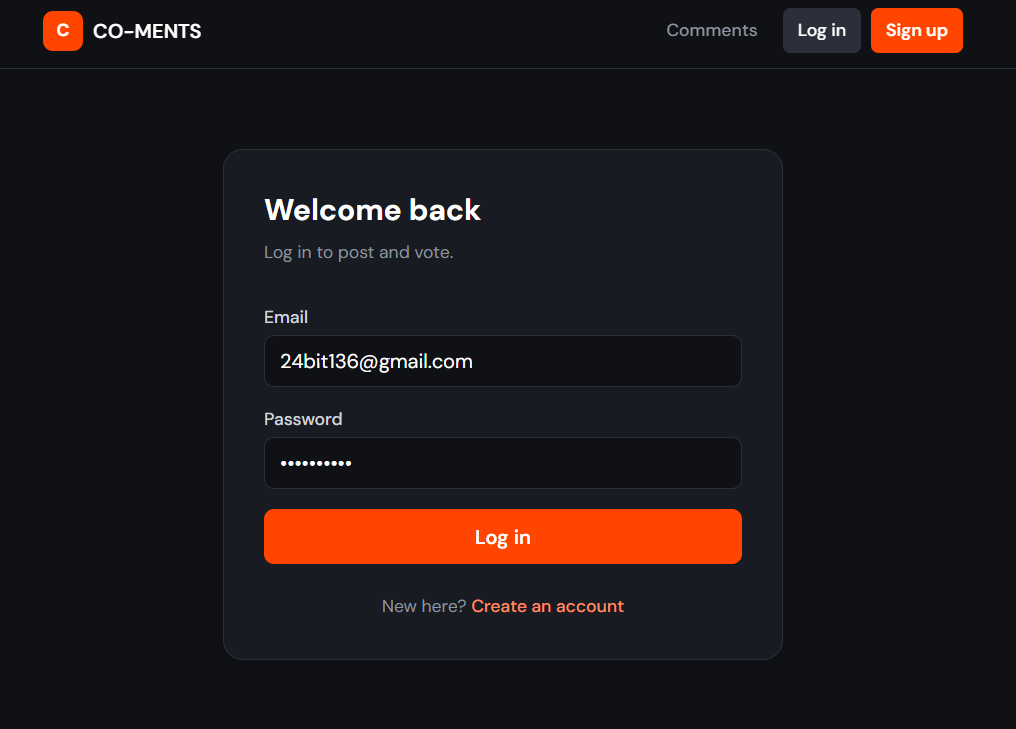 C CO-MENTS Comments Log in Sign up
Welcome back
Log in to post and vote.
Email
24bit136@gmail.com
Password
••••••••••
Log in
New here? Create an account